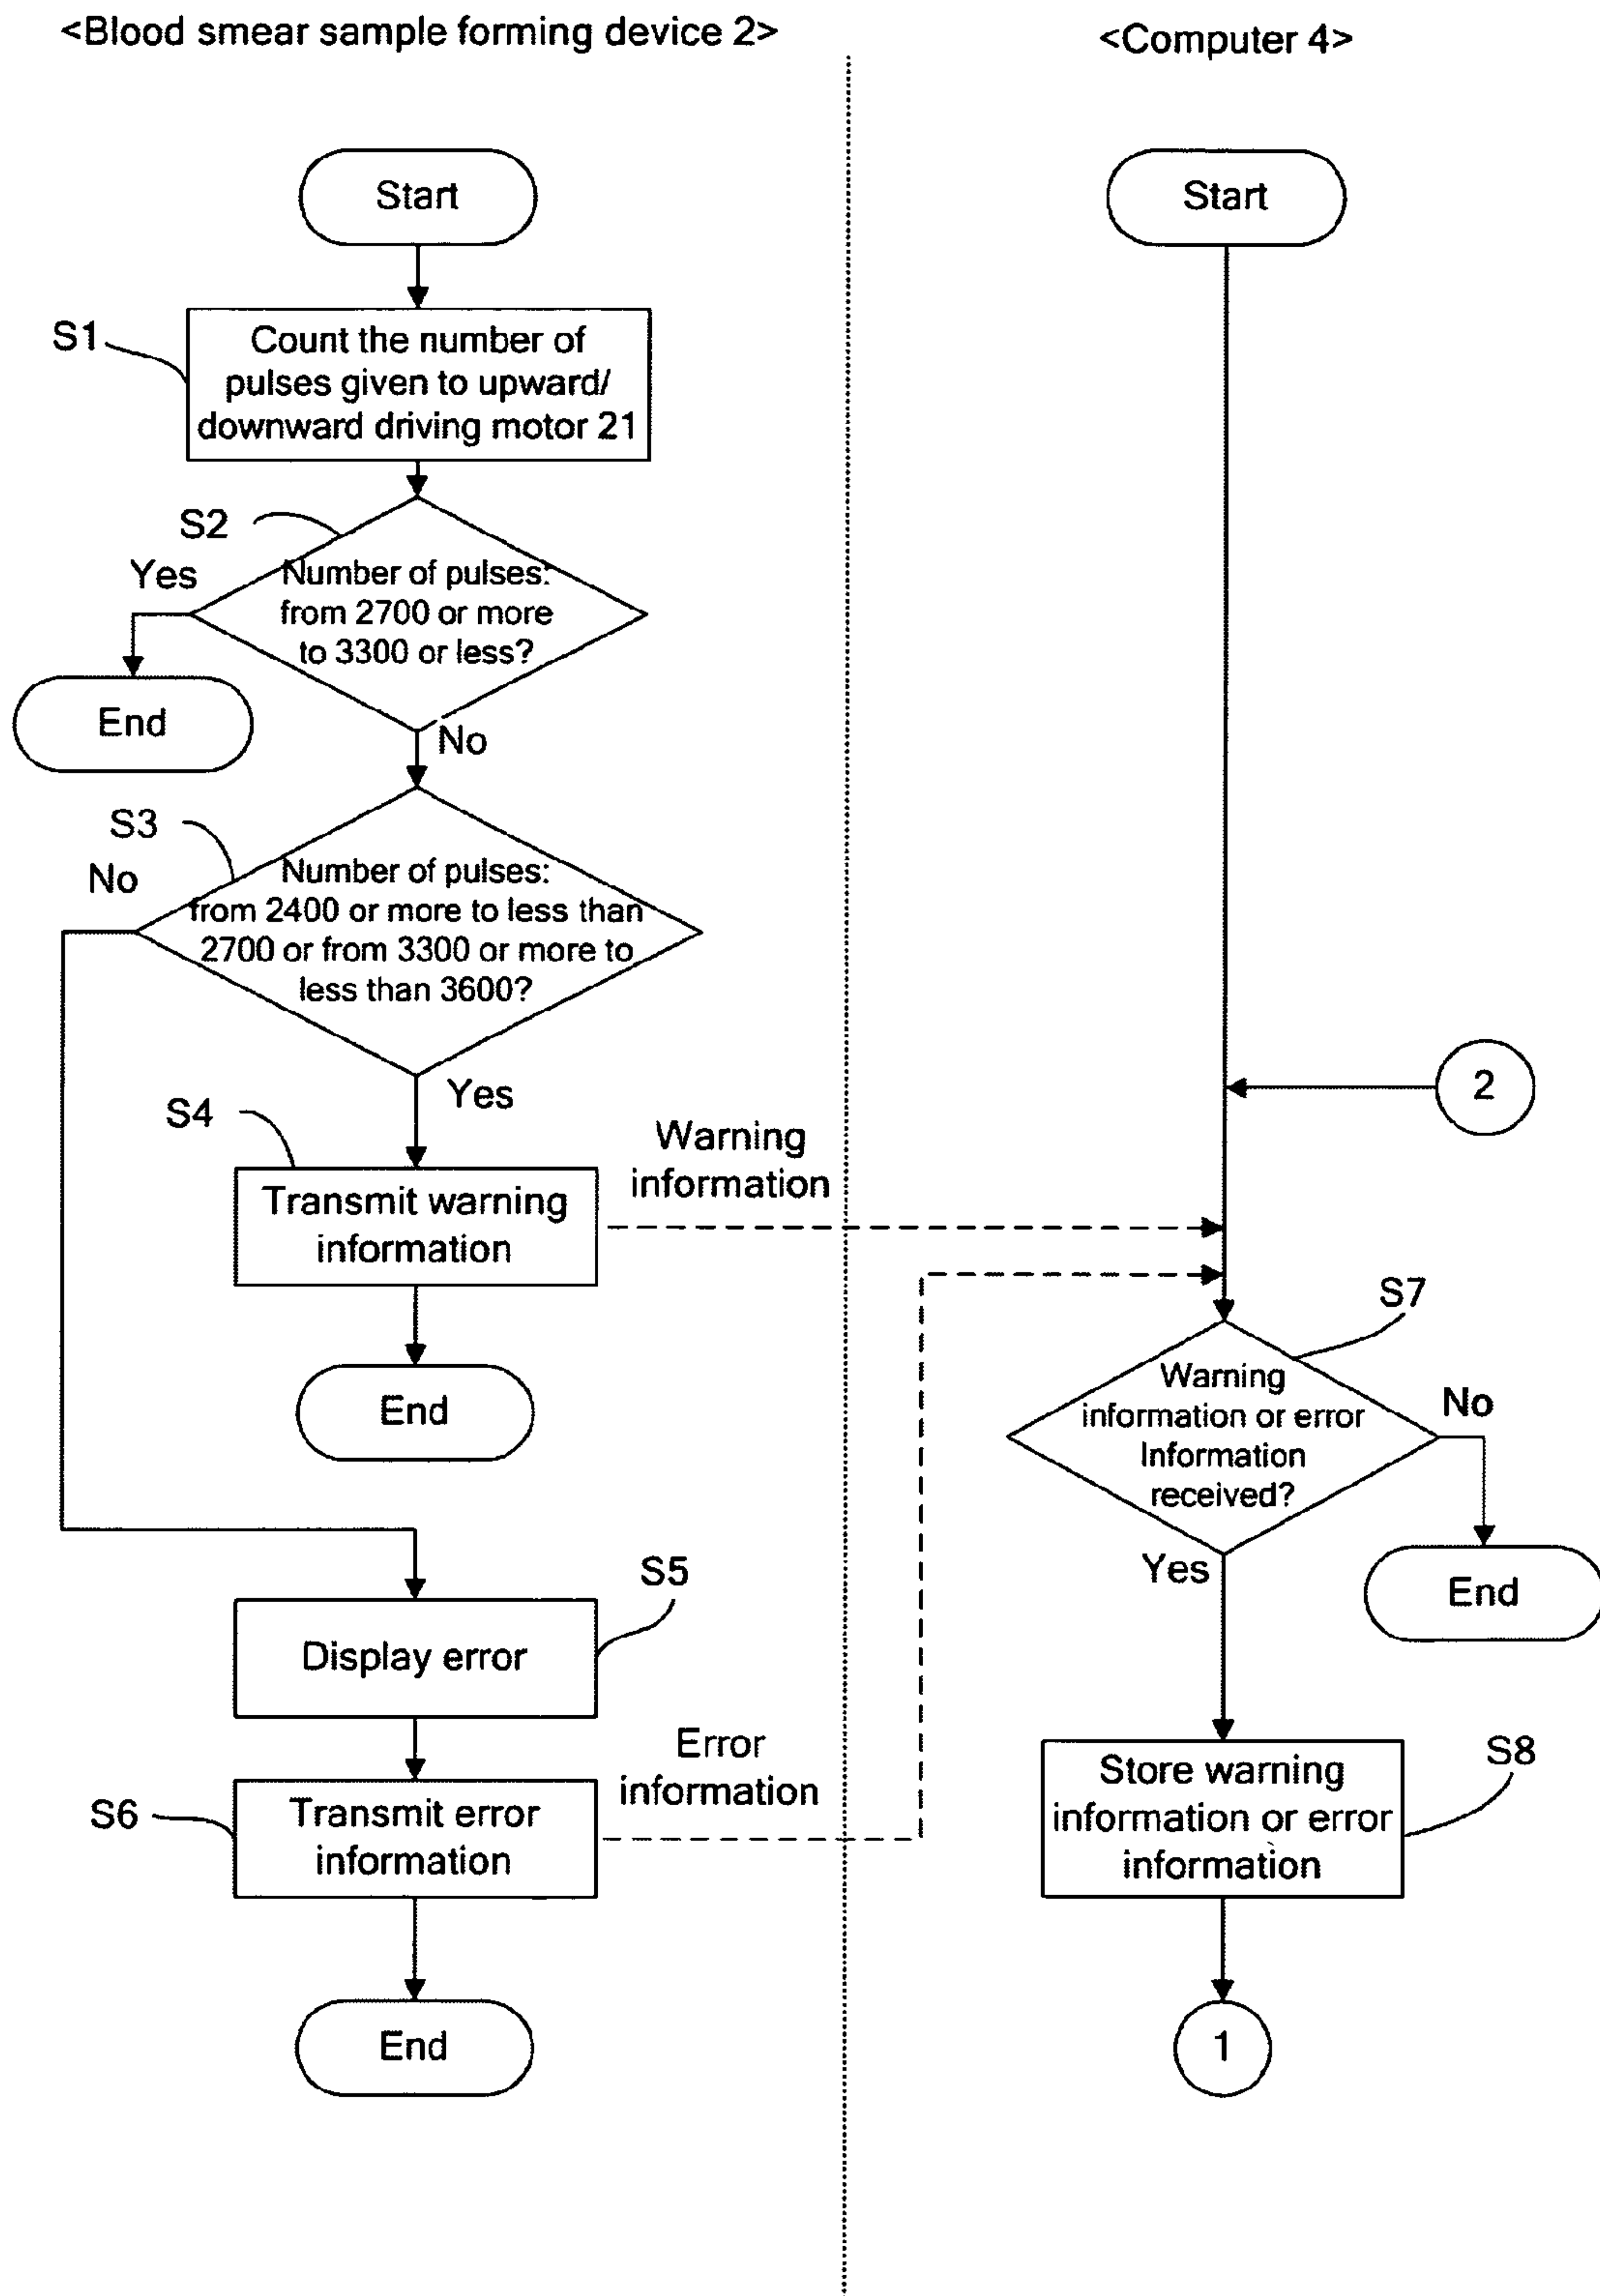 <Blood smear sample forming device 2>
<Computer 4>
Start
Start
S1
Count the number of
pulses given to upward/
downward driving motor 21
S2
Yes
Number of pulses:
from 2700 or more
to 3300 or less?
End
No
S3
No
Number of pulses:
from 2400 or more to less than
2700 or from 3300 or more to
less than 3600?
Yes
2
S4
Transmit warning
information
Warning
information
End
S7
Warning
information or error
Information
received?
No
Yes
End
S5
Display error
S6
Transmit error
information
Error
information
S8
Store warning
information or error
information
End
1